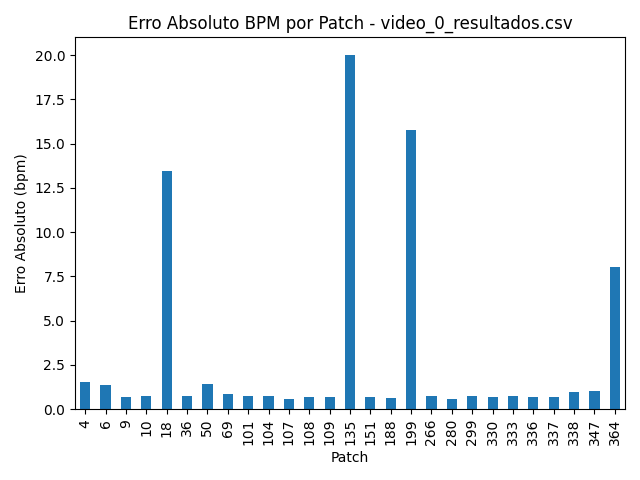 Erro Absoluto BPM por Patch - video_0_resultados.csv
Erro Absoluto (bpm)
20.0
17.5
15.0
12.5
10.0
7.5
5.0
2.5
0.0
4 6 9 10 18 36 50 69 101 104 107 108 109 135 151 188 199 266 280 299 330 333 336 337 338 347 364
Patch